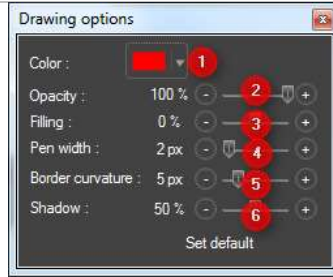 Drawing options
Color : 1
Opacity : 100 % - 2 +
Filling : 0 % - 3 +
Pen width : 2 px - 4 +
Border curvature : 5 px - 5 +
Shadow : 50 % - 6 +
Set default